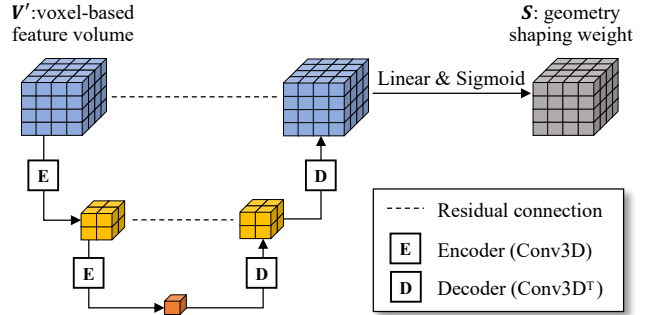 V′:voxel-based
feature volume
S: geometry
shaping weight
Linear & Sigmoid
E
D
E
D
Residual connection
E Encoder (Conv3D)
D Decoder (Conv3Dᵀ)